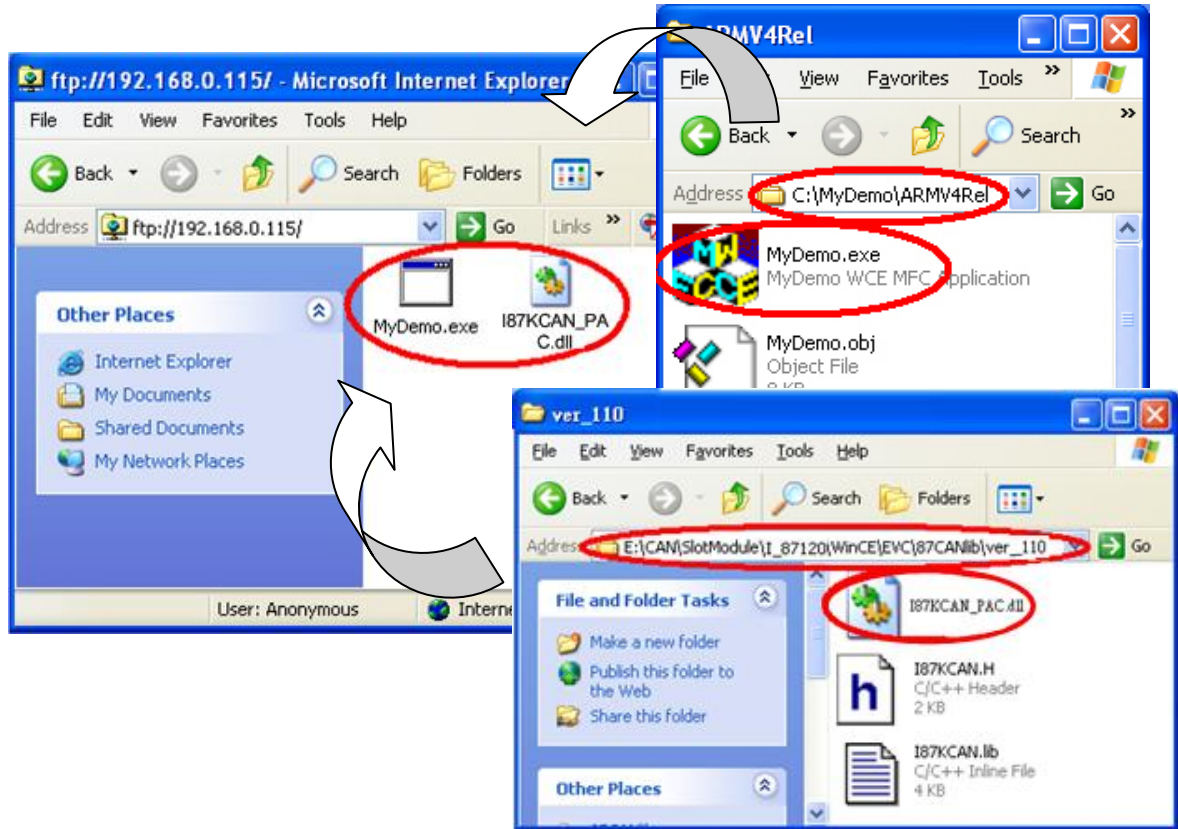 ftp://192.168.0.115/ - Microsoft Internet Explorer
File Edit View Favorites Tools Help
Back Search Folders
Address ftp://192.168.0.115/ Go Links »
Other Places
Internet Explorer
My Documents
Shared Documents
My Network Places
MyDemo.exe
I87KCAN_PA
C.dll
User: Anonymous
ARMV4Rel
File View Favorites Tools »
Back Search »
Address C:\MyDemo\ARMV4Rel Go
MyDemo.exe
MyDemo WCE MFC Application
MyDemo.obj
Object File
ver_110
File Edit View Favorites Tools Help
Back Search Folders
Address E:\CAN\SlotModule\I_87120\WinCE\EVC\87CANlib\ver_110 Go
File and Folder Tasks
Make a new folder
Publish this folder to
the Web
Share this folder
Other Places
I87KCAN_PAC.dll
h
I87KCAN.H
C/C++ Header
2 KB
I87KCAN.lib
C/C++ Inline File
4 KB